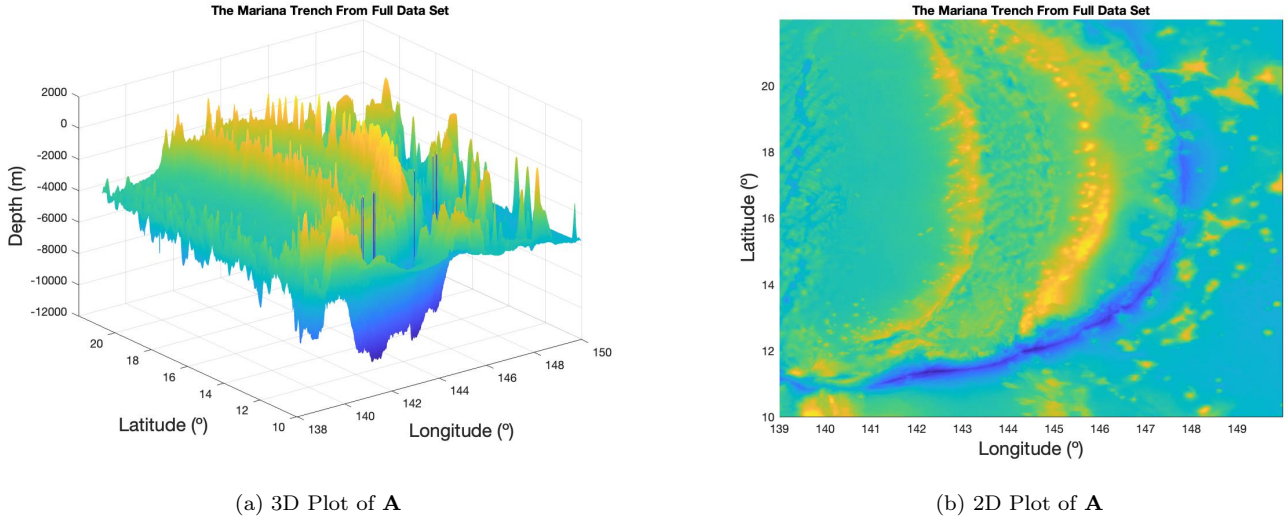 The Mariana Trench From Full Data Set
2000
0
-2000
-4000
-6000
-8000
-10000
-12000
Depth (m)
20
18
16
14
12
10
Latitude (º)
138
140
142
144
146
148
150
Longitude (º)
(a) 3D Plot of A
The Mariana Trench From Full Data Set
20
18
16
14
12
10
Latitude (º)
139 140 141 142 143 144 145 146 147 148 149
Longitude (º)
(b) 2D Plot of A